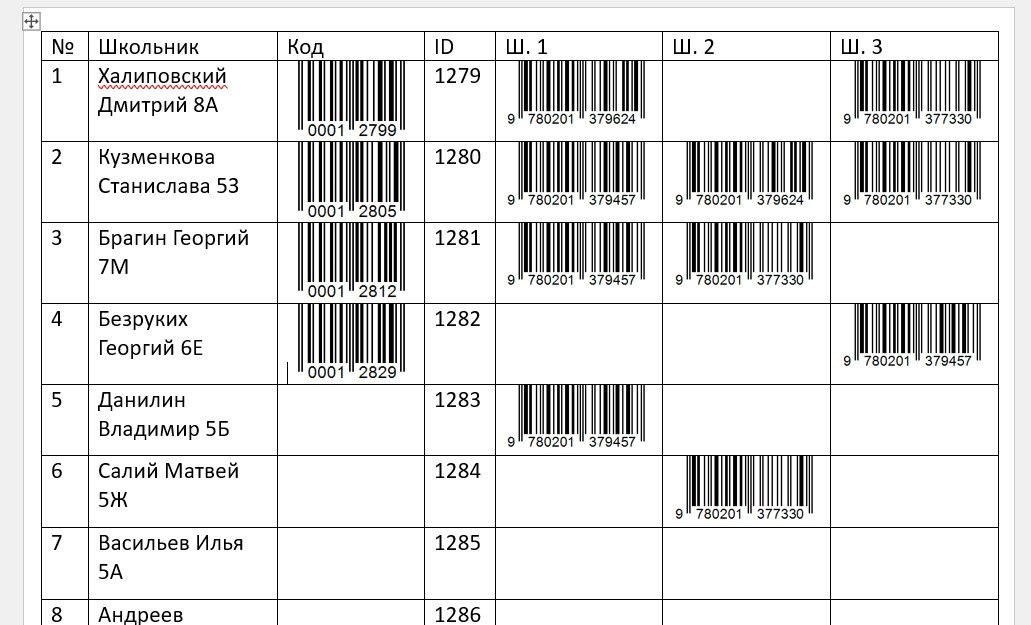 № Школьник Код ID Ш. 1 Ш. 2 Ш. 3
1 Халиповский 1279
Дмитрий 8А
0001 2799 9 780201 379624 9 780201 377330
2 Кузменкова 1280
Станислава 53
0001 2805 9 780201 379457 9 780201 379624 9 780201 377330
3 Брагин Георгий 1281
7М
0001 2812 9 780201 379457 9 780201 377330
4 Безруких 1282
Георгий 6Е
0001 2829 9 780201 379457
5 Данилин 1283
Владимир 5Б
9 780201 379457
6 Салий Матвей 1284
5Ж
9 780201 377330
7 Васильев Илья 1285
5А
8 Андреев 1286